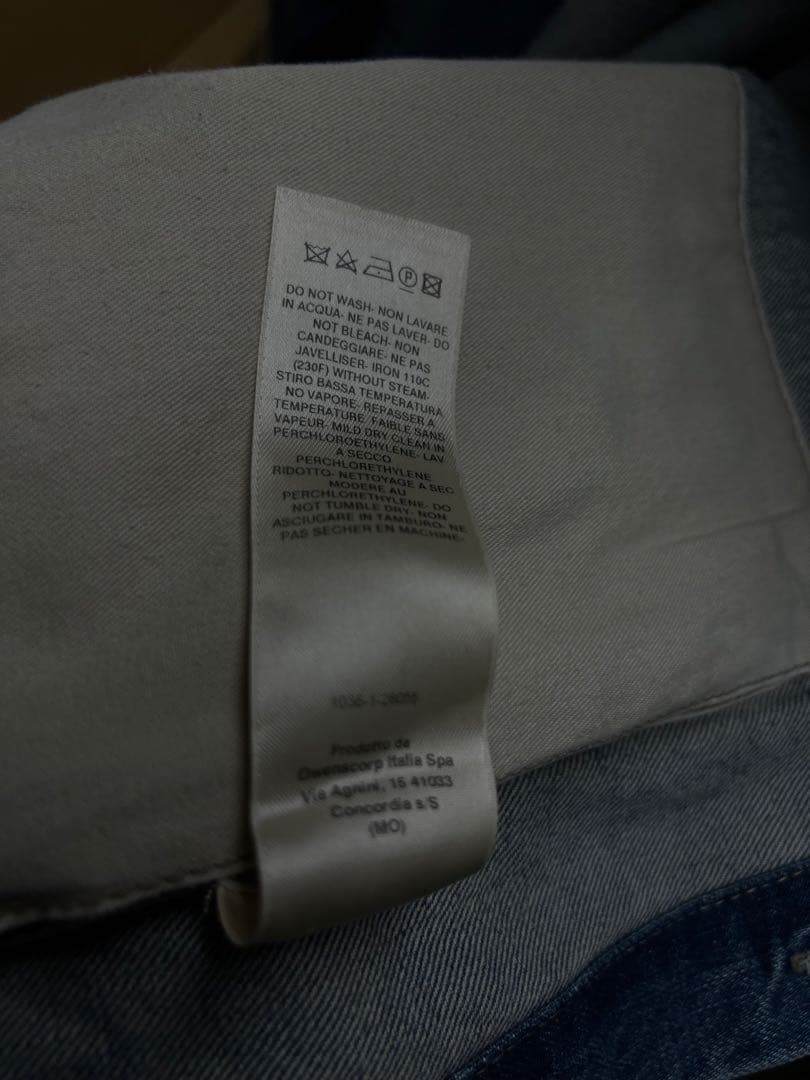 P
DO NOT WASH- NON LAVARE
IN ACQUA- NE PAS LAVER- DO
NOT BLEACH- NON
CANDEGGIARE- NE PAS
JAVELLISER- IRON 110C
(230F) WITHOUT STEAM-
STIRO BASSA TEMPERATURA
NO VAPORE- REPASSER A
TEMPERATURE FAIBLE SANS
VAPEUR- MILD DRY CLEAN IN
PERCHLOROETHYLENE- LAV
A SECCO
PERCHLORETHYLENE
RIDOTTO- NETTOYAGE A SEC
MODERE AU
PERCHLORETHYLENE- DO
NOT TUMBLE DRY- NON
ASCIUGARE IN TAMBURO- NE
PAS SECHER EN MACHINE-
Prodotto da
Owenscorp Italia Spa
Via Agnini, 15 41033
Concordia s/S
(MO)